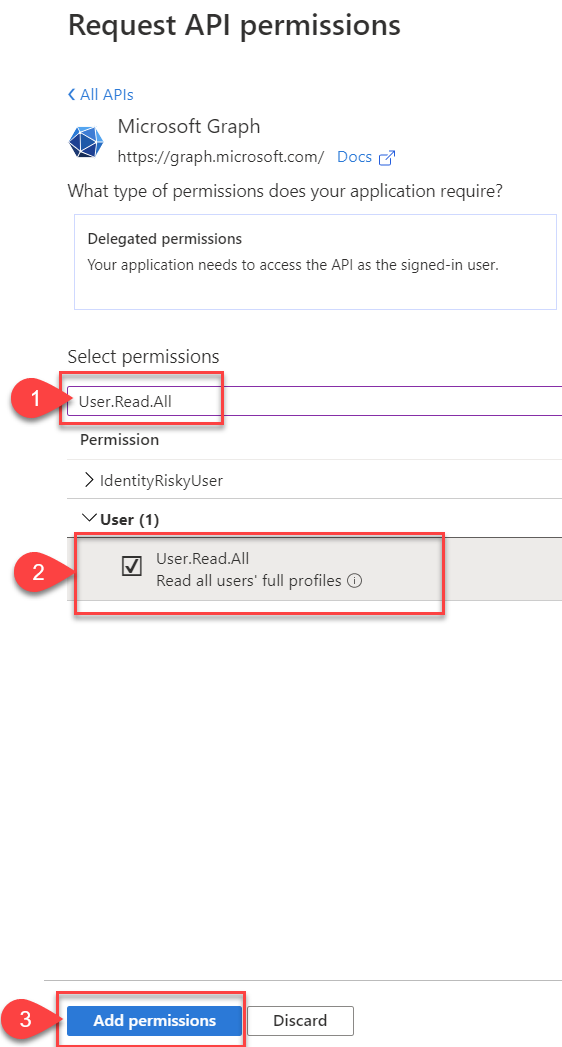 Request API permissions
All APIs
Microsoft Graph
https://graph.microsoft.com/ Docs
What type of permissions does your application require?
Delegated permissions
Your application needs to access the API as the signed-in user.
Select permissions
1
User.Read.All
Permission
IdentityRiskyUser
User (1)
2
User.Read.All
Read all users' full profiles
3
Add permissions Discard